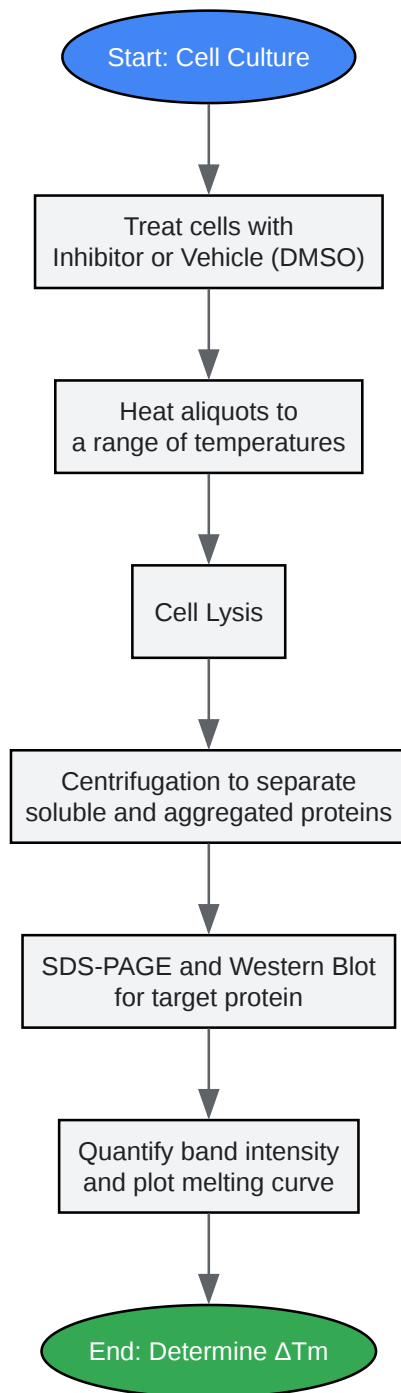 Start: Cell Culture
Treat cells with
Inhibitor or Vehicle (DMSO)
Heat aliquots to
a range of temperatures
Cell Lysis
Centrifugation to separate
soluble and aggregated proteins
SDS-PAGE and Western Blot
for target protein
Quantify band intensity
and plot melting curve
End: Determine ΔTm